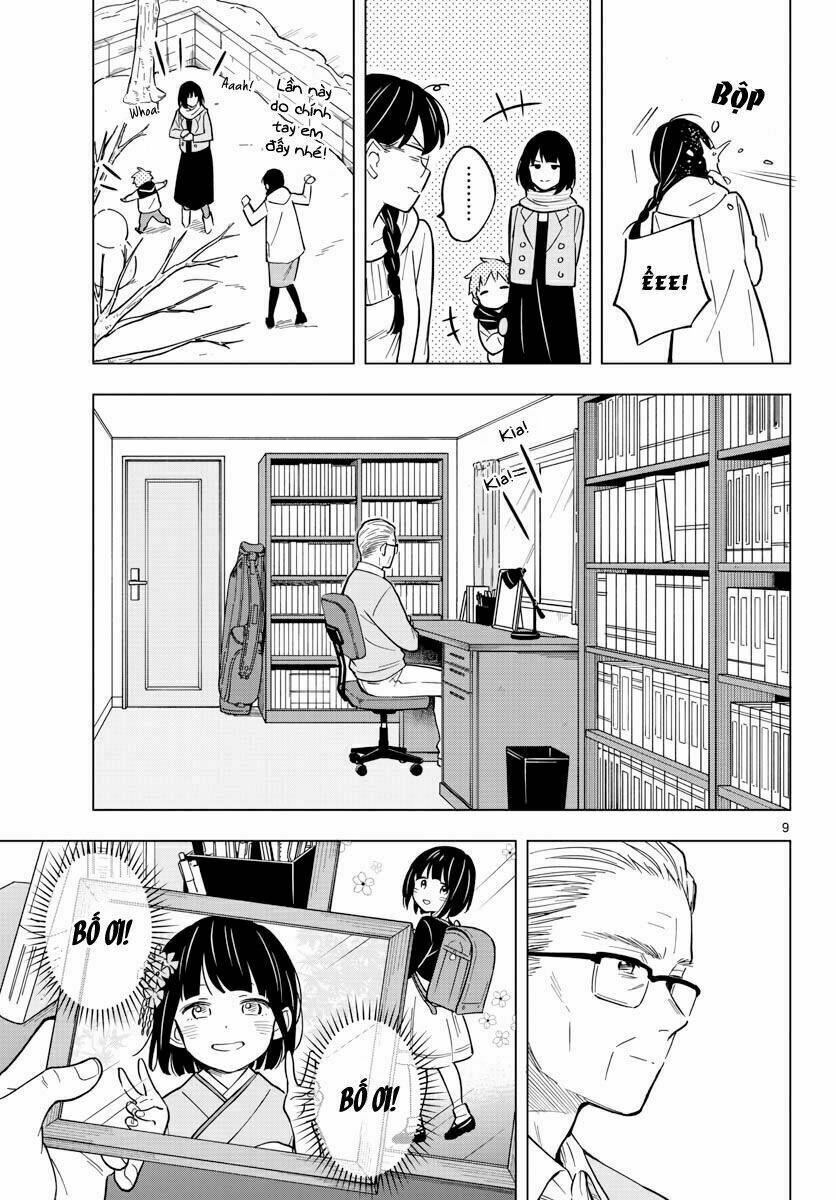 Bộp
ỂEE!
.......
Lần này
do chính
tay em
đấy nhé!
Aaah!
Whoa!
Kia!
Kia!
9
BỐ ƠI!
BỐ ƠI!